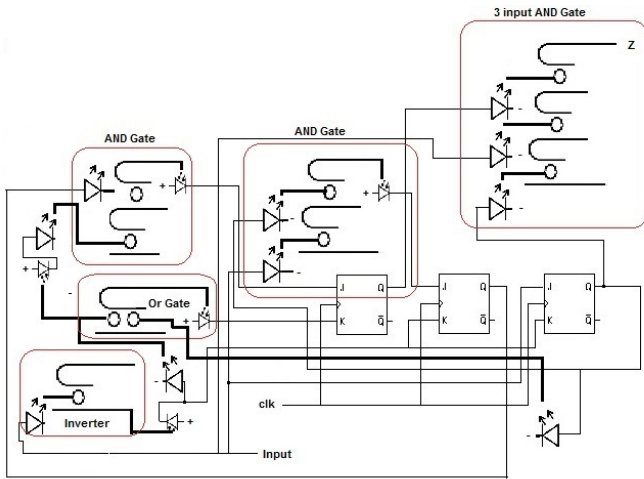 3 input AND Gate
Z
AND Gate
AND Gate
-
-
+
+
-
-
-
+
-
Or Gate
+
J Q
K Q̅
J Q
K Q̅
J Q
K Q̅
-
clk
Inverter
+
-
Input